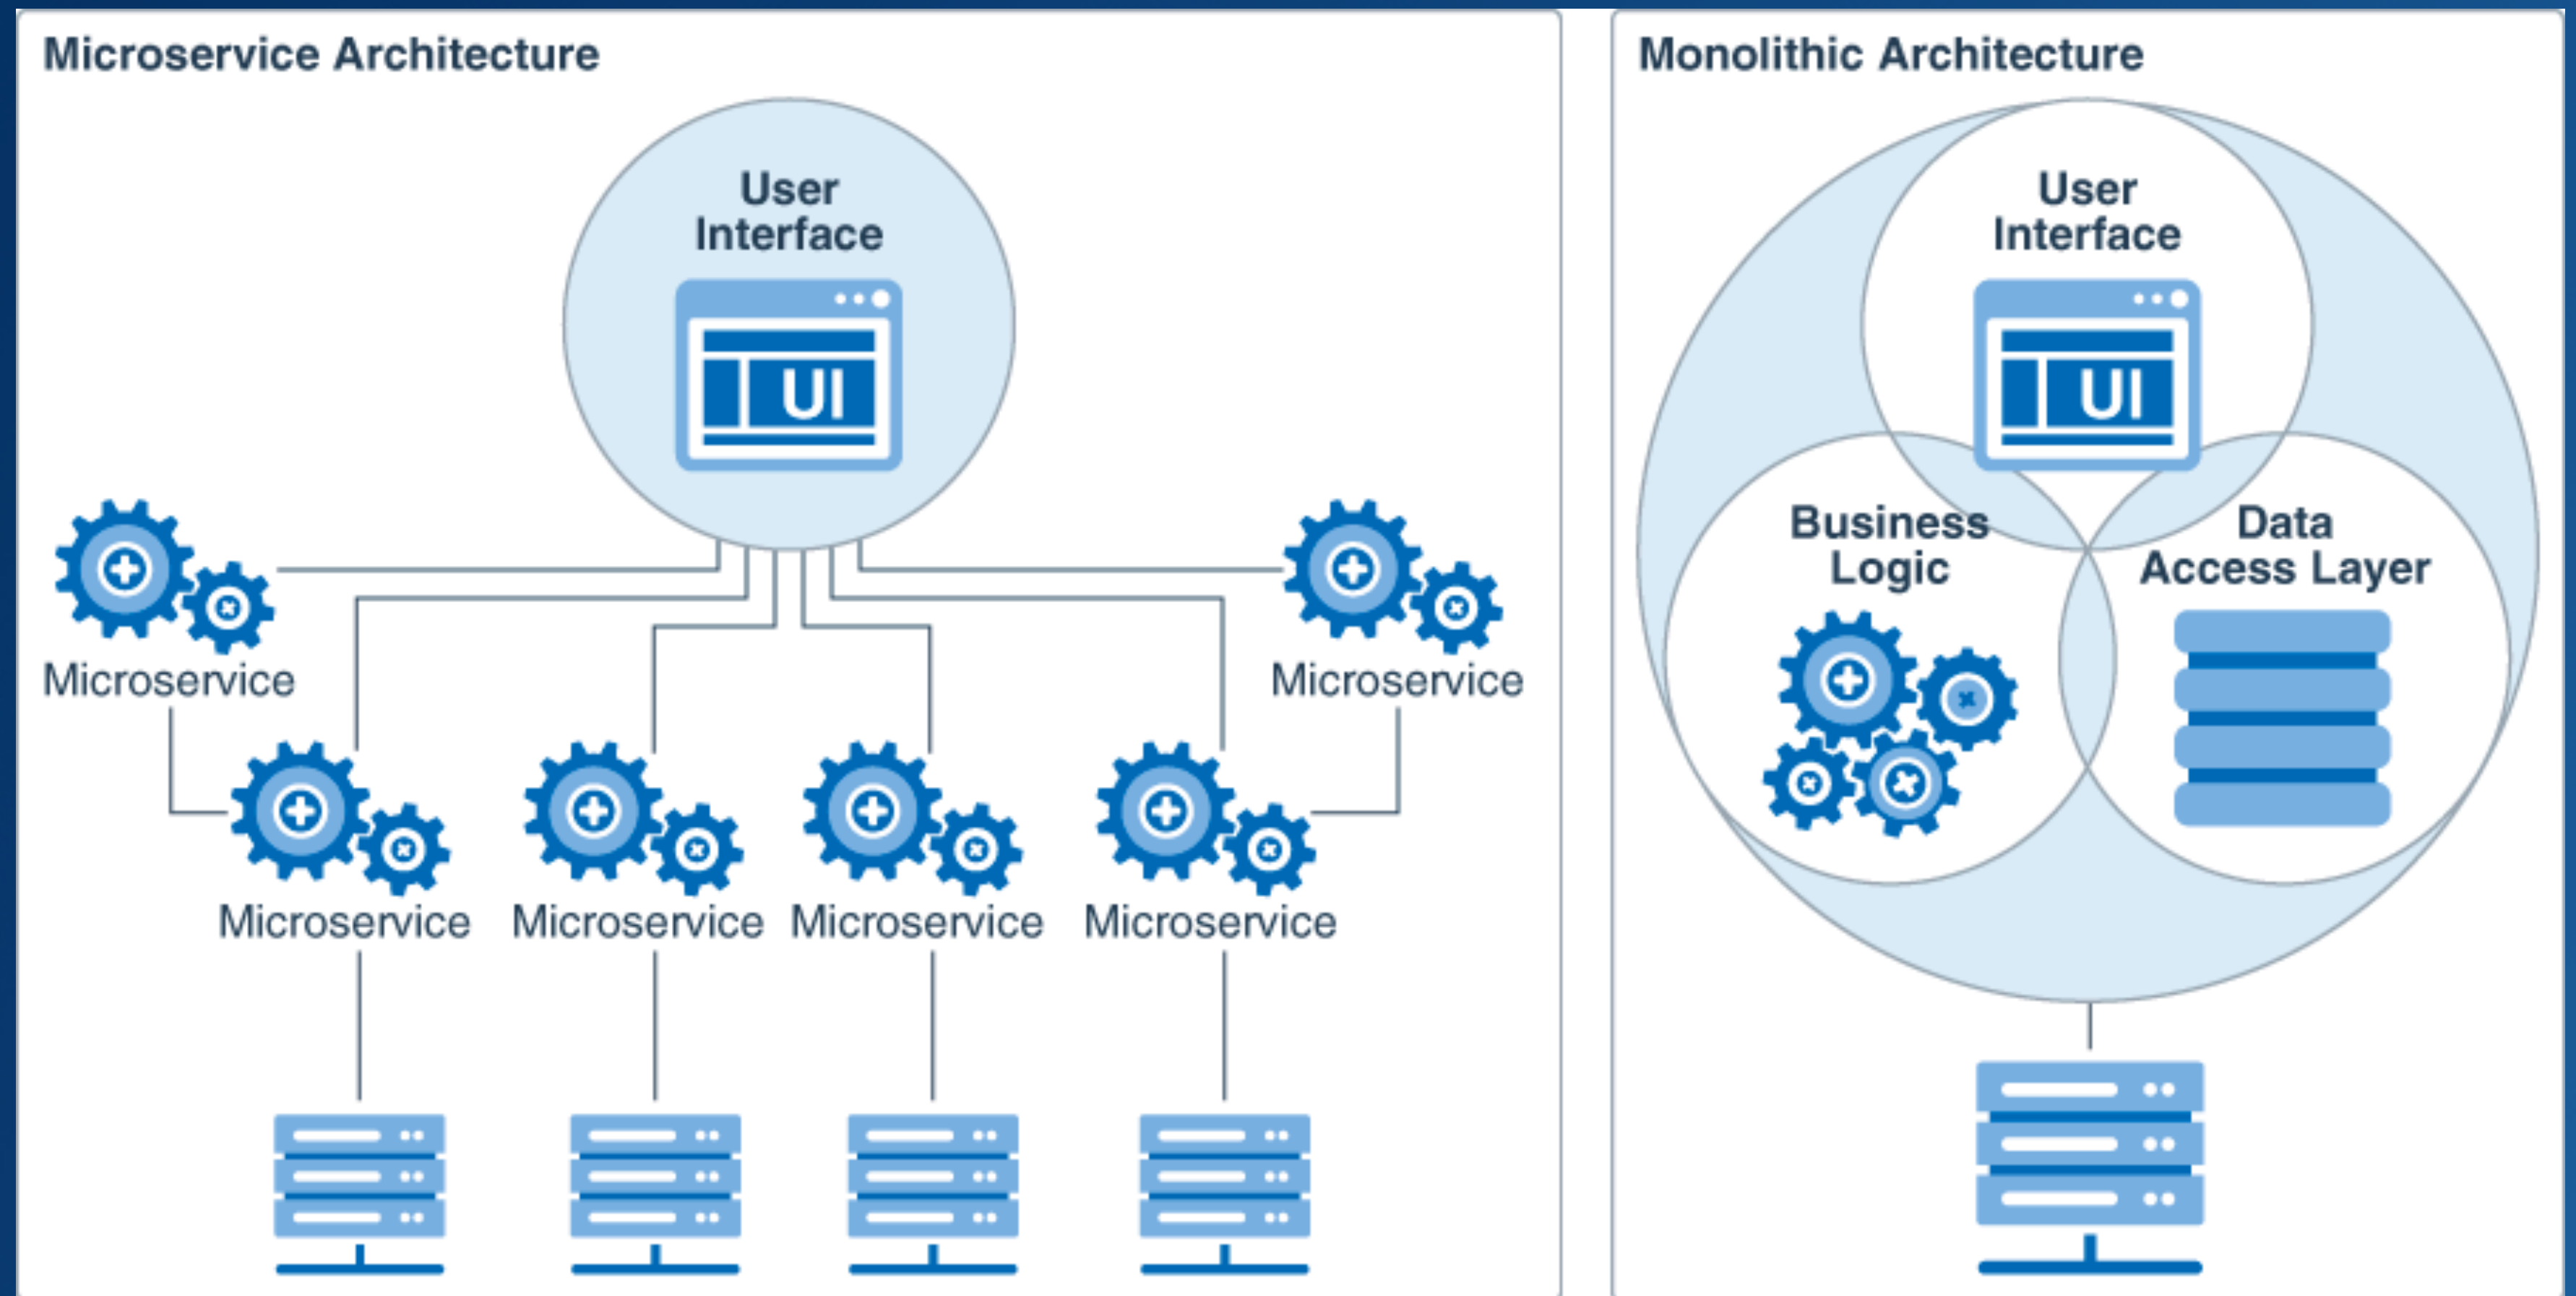 Microservice Architecture
User
Interface
UI
Microservice
Microservice
Microservice
Microservice
Microservice
Microservice
Monolithic Architecture
User
Interface
UI
Business
Logic
Data
Access Layer